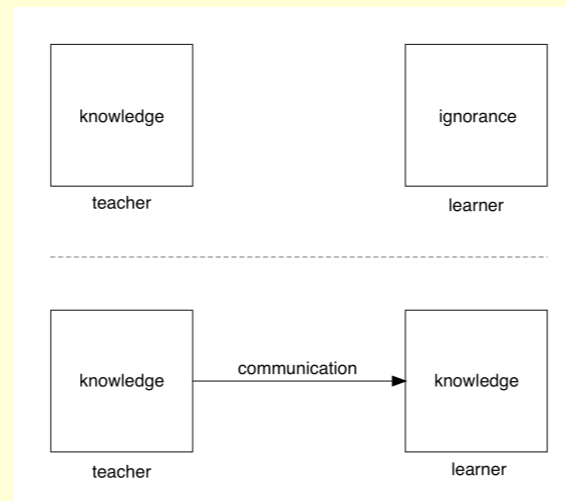 knowledge
ignorance
teacher
learner
communication
knowledge
knowledge
teacher
learner